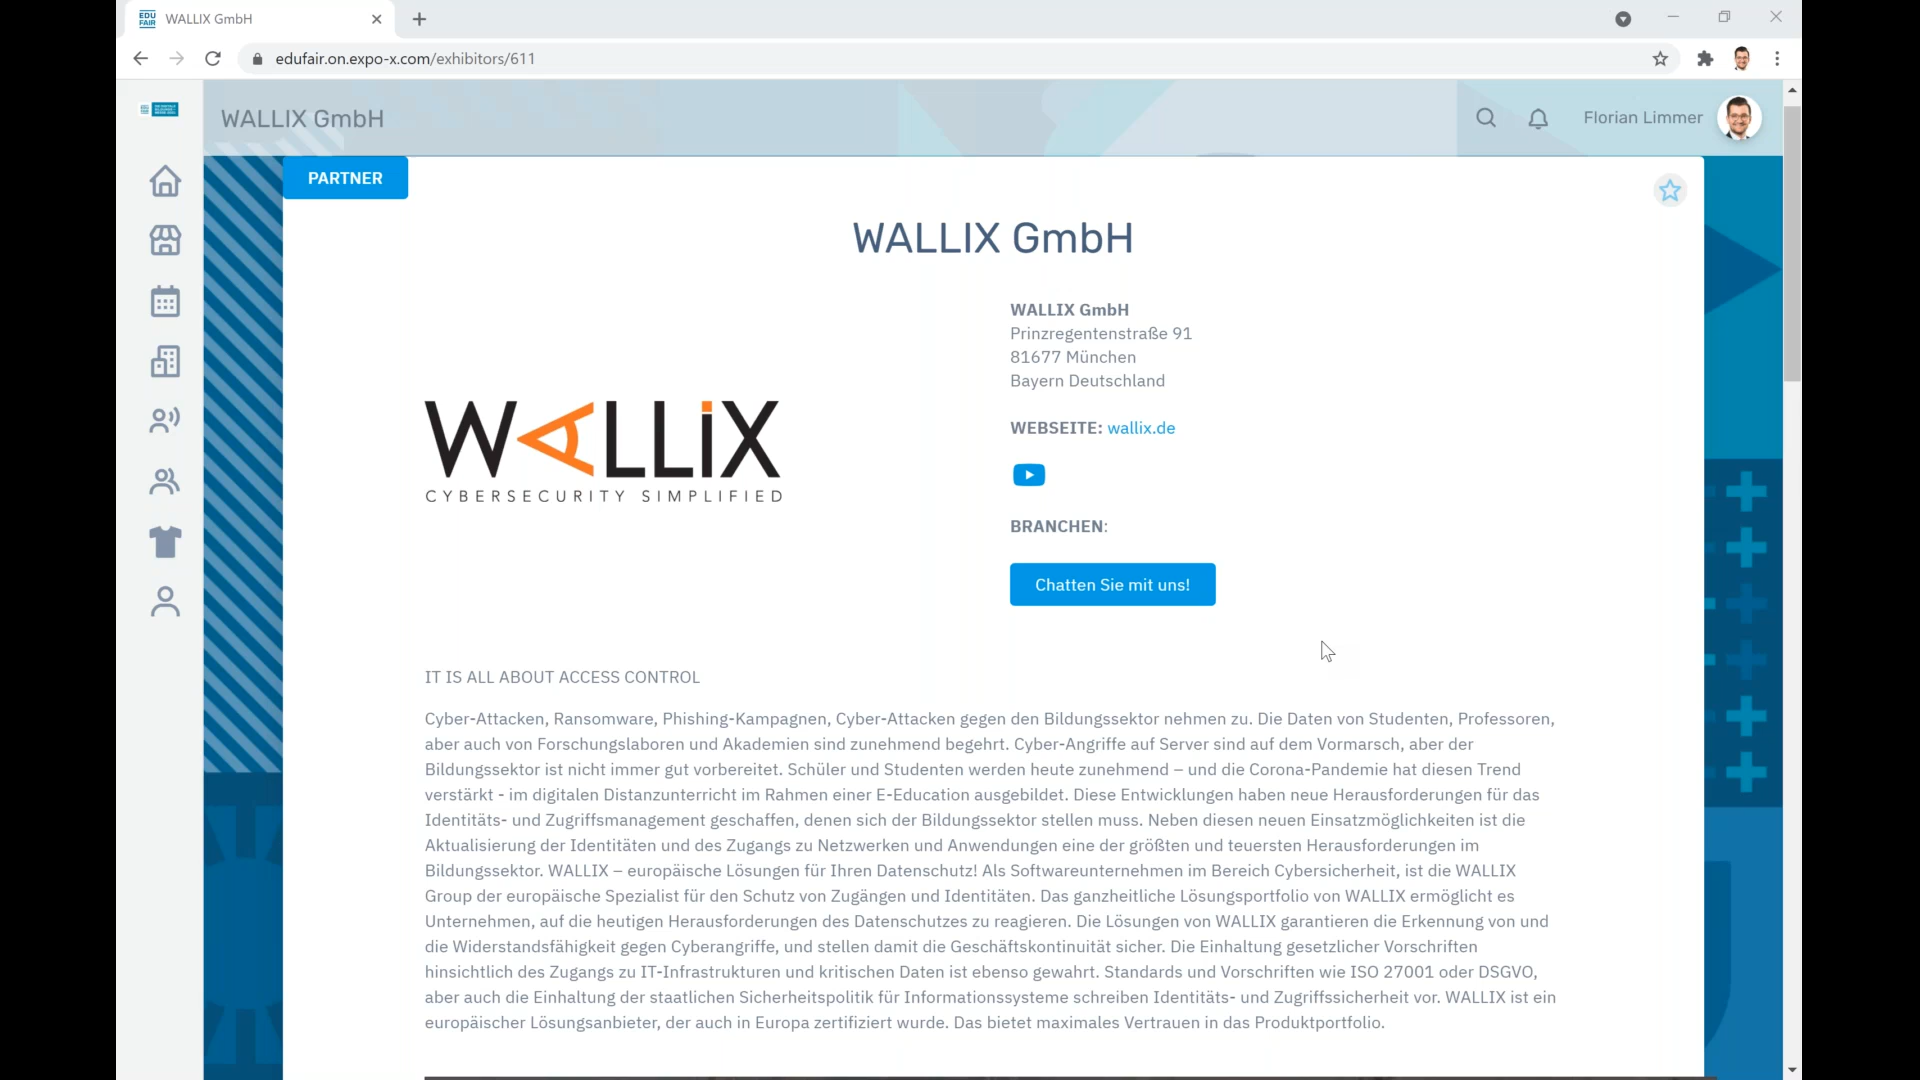 EDU
FAIR
WALLIX GmbH
edufair.on.expo-x.com/exhibitors/611
WALLIX GmbH
Florian Limmer
PARTNER
WALLIX GmbH
WALLIX GmbH
Prinzregentenstraße 91
81677 München
Bayern Deutschland
WALLiX
CYBERSECURITY SIMPLIFIED
WEBSEITE: wallix.de
BRANCHEN:
Chatten Sie mit uns!
IT IS ALL ABOUT ACCESS CONTROL
Cyber-Attacken, Ransomware, Phishing-Kampagnen, Cyber-Attacken gegen den Bildungssektor nehmen zu. Die Daten von Studenten, Professoren,
aber auch von Forschungslaboren und Akademien sind zunehmend begehrt. Cyber-Angriffe auf Server sind auf dem Vormarsch, aber der
Bildungssektor ist nicht immer gut vorbereitet. Schüler und Studenten werden heute zunehmend – und die Corona-Pandemie hat diesen Trend
verstärkt - im digitalen Distanzunterricht im Rahmen einer E-Education ausgebildet. Diese Entwicklungen haben neue Herausforderungen für das
Identitäts- und Zugriffsmanagement geschaffen, denen sich der Bildungssektor stellen muss. Neben diesen neuen Einsatzmöglichkeiten ist die
Aktualisierung der Identitäten und des Zugangs zu Netzwerken und Anwendungen eine der größten und teuersten Herausforderungen im
Bildungssektor. WALLIX – europäische Lösungen für Ihren Datenschutz! Als Softwareunternehmen im Bereich Cybersicherheit, ist die WALLIX
Group der europäische Spezialist für den Schutz von Zugängen und Identitäten. Das ganzheitliche Lösungsportfolio von WALLIX ermöglicht es
Unternehmen, auf die heutigen Herausforderungen des Datenschutzes zu reagieren. Die Lösungen von WALLIX garantieren die Erkennung von und
die Widerstandsfähigkeit gegen Cyberangriffe, und stellen damit die Geschäftskontinuität sicher. Die Einhaltung gesetzlicher Vorschriften
hinsichtlich des Zugangs zu IT-Infrastrukturen und kritischen Daten ist ebenso gewahrt. Standards und Vorschriften wie ISO 27001 oder DSGVO,
aber auch die Einhaltung der staatlichen Sicherheitspolitik für Informationssysteme schreiben Identitäts- und Zugriffssicherheit vor. WALLIX ist ein
europäischer Lösungsanbieter, der auch in Europa zertifiziert wurde. Das bietet maximales Vertrauen in das Produktportfolio.